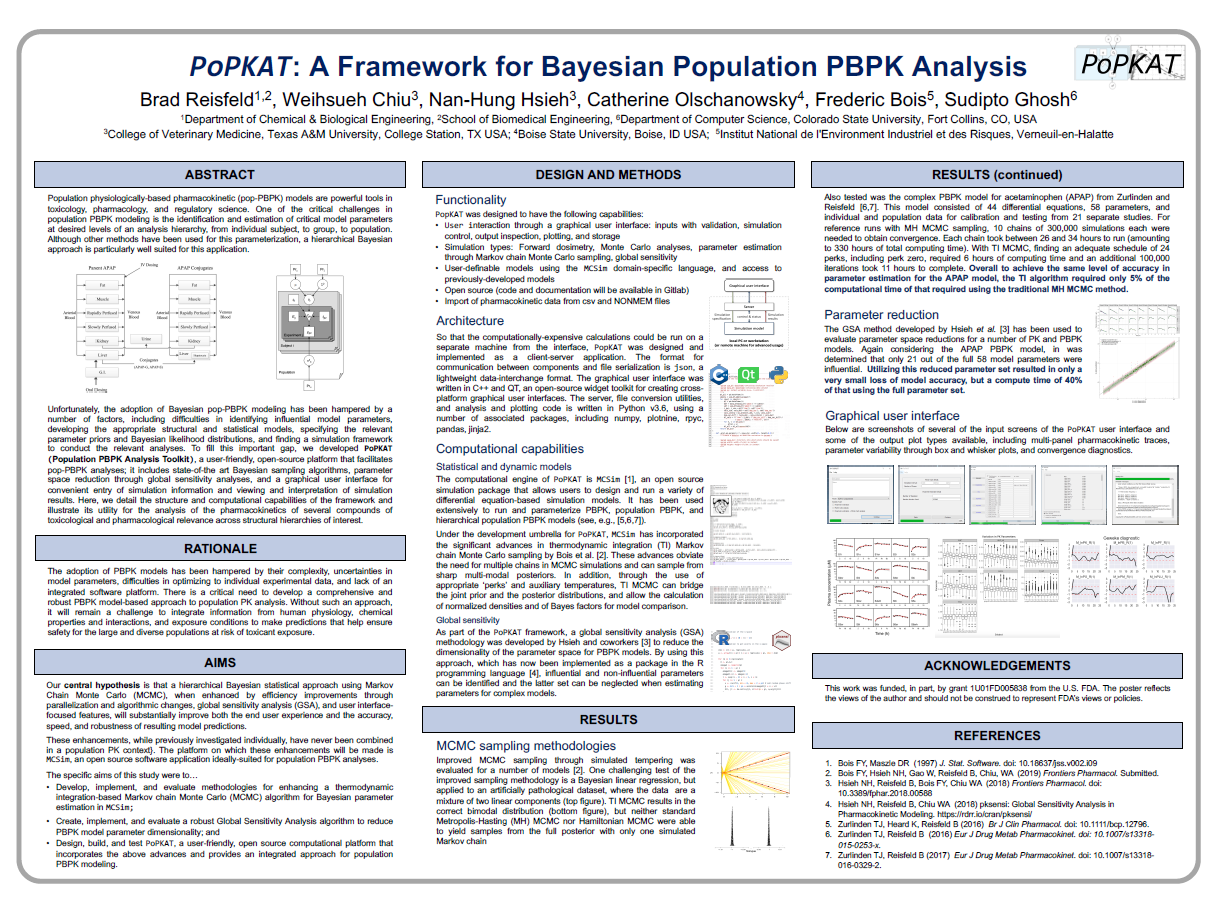 PoPKAT: A Framework for Bayesian Population PBPK Analysis
PoPKAT
Brad Reisfeld1,2, Weihsueh Chiu3, Nan-Hung Hsieh3, Catherine Olschanowsky4, Frederic Bois5, Sudipto Ghosh6
1Department of Chemical & Biological Engineering, 2School of Biomedical Engineering, 6Department of Computer Science, Colorado State University, Fort Collins, CO, USA
3College of Veterinary Medicine, Texas A&M University, College Station, TX USA; 4Boise State University, Boise, ID USA; 5Institut National de l'Environment Industriel et des Risques, Verneuil-en-Halatte
ABSTRACT
Population physiologically-based pharmacokinetic (pop-PBPK) models are powerful tools in
toxicology, pharmacology, and regulatory science. One of the critical challenges in
population PBPK modeling is the identification and estimation of critical model parameters
at desired levels of an analysis hierarchy, from individual subject, to group, to population.
Although other methods have been used for this parameterization, a hierarchical Bayesian
approach is particularly well suited for this application.
IV Dosing
Parent APAP
APAP Conjugates
Fat
Fat
Muscle
Muscle
Arterial Blood
Rapidly Perfused
Venous Blood
Arterial Blood
Rapidly Perfused
Venous Blood
Slowly Perfused
Slowly Perfused
Kidney
Urine
Kidney
Liver
Liver
Conjugates
(APAP-G, APAP-S)
G.I.
Oral Dosing
Experiment
Subject
Population
Unfortunately, the adoption of Bayesian pop-PBPK modeling has been hampered by a
number of factors, including difficulties in identifying influential model parameters,
developing the appropriate structural and statistical models, specifying the relevant
parameter priors and Bayesian likelihood distributions, and finding a simulation framework
to conduct the relevant analyses. To fill this important gap, we developed PoPKAT
(Population PBPK Analysis Toolkit), a user-friendly, open-source platform that facilitates
pop-PBPK analyses; it includes state-of-the art Bayesian sampling algorithms, parameter
space reduction through global sensitivity analyses, and a graphical user interface for
convenient entry of simulation information and viewing and interpretation of simulation
results. Here, we detail the structure and computational capabilities of the framework and
illustrate its utility for the analysis of the pharmacokinetics of several compounds of
toxicological and pharmacological relevance across structural hierarchies of interest.
RATIONALE
The adoption of PBPK models has been hampered by their complexity, uncertainties in
model parameters, difficulties in optimizing to individual experimental data, and lack of an
integrated software platform. There is a critical need to develop a comprehensive and
robust PBPK model-based approach to population PK analysis. Without such an approach,
it will remain a challenge to integrate information from human physiology, chemical
properties and interactions, and exposure conditions to make predictions that help ensure
safety for the large and diverse populations at risk of toxicant exposure.
AIMS
Our central hypothesis is that a hierarchical Bayesian statistical approach using Markov
Chain Monte Carlo (MCMC), when enhanced by efficiency improvements through
parallelization and algorithmic changes, global sensitivity analysis (GSA), and user interface-
focused features, will substantially improve both the end user experience and the accuracy,
speed, and robustness of resulting model predictions.
These enhancements, while previously investigated individually, have never been combined
in a population PK context}. The platform on which these enhancements will be made is
MCSim, an open source software application ideally-suited for population PBPK analyses.
The specific aims of this study were to…
• Develop, implement, and evaluate methodologies for enhancing a thermodynamic
integration-based Markov chain Monte Carlo (MCMC) algorithm for Bayesian parameter
estimation in MCSim;
• Create, implement, and evaluate a robust Global Sensitivity Analysis algorithm to reduce
PBPK model parameter dimensionality; and
• Design, build, and test PoPKAT, a user-friendly, open source computational platform that
incorporates the above advances and provides an integrated approach for population
PBPK modeling.
DESIGN AND METHODS
Functionality
PopKAT was designed to have the following capabilities:
• User interaction through a graphical user interface: inputs with validation, simulation
control, output inspection, plotting, and storage
• Simulation types: Forward dosimetry, Monte Carlo analyses, parameter estimation
through Markov chain Monte Carlo sampling, global sensitivity
• User-definable models using the MCSim domain-specific language, and access to
previously-developed models
• Open source (code and documentation will be available in Gitlab)
• Import of pharmacokinetic data from csv and NONMEM files
Graphical user interface
Server
Simulation specification
control & status
Simulation results
Simulation model
local PC or workstation
(or remote machine for advanced usage)
Architecture
So that the computationally-expensive calculations could be run on a
separate machine from the interface, PopKAT was designed and
implemented as a client-server application. The format for
communication between components and file serialization is json, a
lightweight data-interchange format. The graphical user interface was
written in C++ and QT, an open-source widget toolkit for creating cross-
platform graphical user interfaces. The server, file conversion utilities,
and analysis and plotting code is written in Python v3.6, using a
number of associated packages, including numpy, plotnine, rpyc,
pandas, jinja2.
Qt
Computational capabilities
Statistical and dynamic models
The computational engine of PoPKAT is MCSim [1], an open source
simulation package that allows users to design and run a variety of
differential equation-based simulation models. It has been used
extensively to run and parameterize PBPK, population PBPK, and
hierarchical population PBPK models (see, e.g., [5,6,7]).
Under the development umbrella for PopKAT, MCSim has incorporated
the significant advances in thermodynamic integration (TI) Markov
chain Monte Carlo sampling by Bois et al. [2]. These advances obviate
the need for multiple chains in MCMC simulations and can sample from
sharp multi-modal posteriors. In addition, through the use of
appropriate 'perks' and auxiliary temperatures, TI MCMC can bridge
the joint prior and the posterior distributions, and allow the calculation
of normalized densities and of Bayes factors for model comparison.
Global sensitivity
As part of the PopKAT framework, a global sensitivity analysis (GSA)
methodology was developed by Hsieh and coworkers [3] to reduce the
dimensionality of the parameter space for PBPK models. By using this
approach, which has now been implemented as a package in the R
programming language [4], influential and non-influential parameters
can be identified and the latter set can be neglected when estimating
parameters for complex models.
R
pksensi
RESULTS
MCMC sampling methodologies
Improved MCMC sampling through simulated tempering was
evaluated for a number of models [2]. One challenging test of the
improved sampling methodology is a Bayesian linear regression, but
applied to an artificially pathological dataset, where the data are a
mixture of two linear components (top figure). TI MCMC results in the
correct bimodal distribution (bottom figure), but neither standard
Metropolis-Hasting (MH) MCMC nor Hamiltonian MCMC were able
to yield samples from the full posterior with only one simulated
Markov chain
RESULTS (continued)
Also tested was the complex PBPK model for acetaminophen (APAP) from Zurlinden and
Reisfeld [6,7]. This model consisted of 44 differential equations, 58 parameters, and
individual and population data for calibration and testing from 21 separate studies. For
reference runs with MH MCMC sampling, 10 chains of 300,000 simulations each were
needed to obtain convergence. Each chain took between 26 and 34 hours to run (amounting
to 330 hours of total computing time). With TI MCMC, finding an adequate schedule of 24
perks, including perk zero, required 6 hours of computing time and an additional 100,000
iterations took 11 hours to complete. Overall to achieve the same level of accuracy in
parameter estimation for the APAP model, the TI algorithm required only 5% of the
computational time of that required using the traditional MH MCMC method.
Parameter reduction
The GSA method developed by Hsieh et al. [3] has been used to
evaluate parameter space reductions for a number of PK and PBPK
models. Again considering the APAP PBPK model, in was
determined that only 21 out of the full 58 model parameters were
influential. Utilizing this reduced parameter set resulted in only a
very small loss of model accuracy, but a compute time of 40%
of that using the full parameter set.
Graphical user interface
Below are screenshots of several of the input screens of the PoPKAT user interface and
some of the output plot types available, including multi-panel pharmacokinetic traces,
parameter variability through box and whisker plots, and convergence diagnostics.
Geweke diagnostic
Time (h)
ACKNOWLEDGEMENTS
This work was funded, in part, by grant 1U01FD005838 from the U.S. FDA. The poster reflects
the views of the author and should not be construed to represent FDA's views or policies.
REFERENCES
1. Bois FY, Maszle DR (1997) J. Stat. Software. doi: 10.18637/jss.v002.i09
2. Bois FY, Hsieh NH, Gao W, Reisfeld B, Chiu, WA (2019) Frontiers Pharmacol. Submitted.
3. Hsieh NH, Reisfeld B, Bois FY, Chiu WA (2018) Frontiers Pharmacol. doi:
10.3389/fphar.2018.00588
4. Hsieh NH, Reisfeld B, Chiu WA (2018) pksensi: Global Sensitivity Analysis in
Pharmacokinetic Modeling. https://rdrr.io/cran/pksensi/
5. Zurlinden TJ, Heard K, Reisfeld B (2016) Br J Clin Pharmacol. doi: 10.1111/bcp.12796.
6. Zurlinden TJ, Reisfeld B (2016) Eur J Drug Metab Pharmacokinet. doi: 10.1007/s13318-
015-0253-x.
7. Zurlinden TJ, Reisfeld B (2017) Eur J Drug Metab Pharmacokinet. doi: 10.1007/s13318-
016-0329-2.